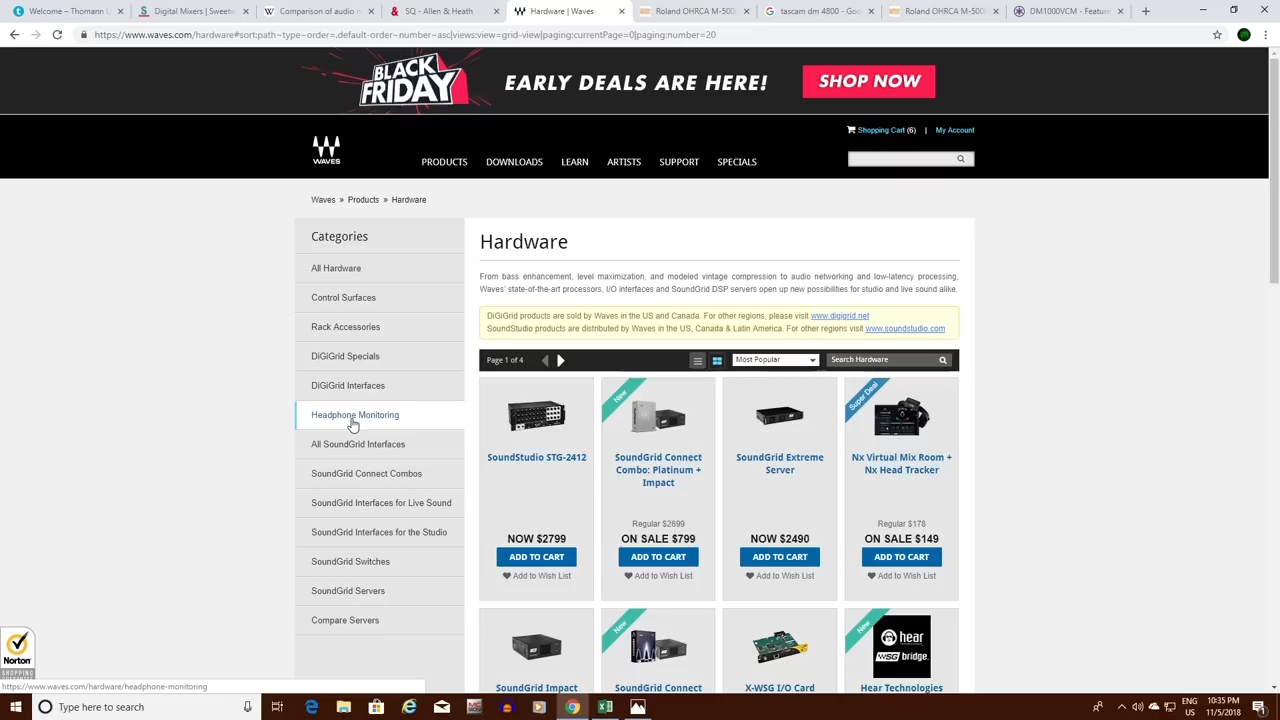 Welcome – Thomann
Digital Mixers | Sweetw
Comparison of audio m
SQ - Allen & Heath
Hardware | Waves
Roland OHRCA M-5000
tascam dm 4800 - Goog
Roland OHRCA M-5000
DM1000VCM - Feature
https://www.waves.com/hardware#sort:path~type~order=.default-order~number~asc|views:view=grid-view|paging:currentPage=0|paging:number=20
BLACK
FRIDAY
EARLY DEALS ARE HERE!
SHOP NOW
Shopping Cart (6) | My Account
WAVES
PRODUCTS DOWNLOADS LEARN ARTISTS SUPPORT SPECIALS
Waves » Products » Hardware
Categories
All Hardware
Control Surfaces
Rack Accessories
DiGiGrid Specials
DiGiGrid Interfaces
Headphone Monitoring
All SoundGrid Interfaces
SoundGrid Connect Combos
SoundGrid Interfaces for Live Sound
SoundGrid Interfaces for the Studio
SoundGrid Switches
SoundGrid Servers
Compare Servers
Hardware
From bass enhancement, level maximization, and modeled vintage compression to audio networking and low-latency processing,
Waves' state-of-the-art processors, I/O interfaces and SoundGrid DSP servers open up new possibilities for studio and live sound alike.
DiGiGrid products are sold by Waves in the US and Canada. For other regions, please visit www.digigrid.net
SoundStudio products are distributed by Waves in the US, Canada & Latin America. For other regions visit www.soundstudio.com
Page 1 of 4
Most Popular
Search Hardware
SoundStudio STG-2412
NOW $2799
ADD TO CART
Add to Wish List
New
SoundGrid Connect
Combo: Platinum +
Impact
Regular $2699
ON SALE $799
ADD TO CART
Add to Wish List
SoundGrid Extreme
Server
NOW $2490
ADD TO CART
Add to Wish List
Super Deal
Nx Virtual Mix Room +
Nx Head Tracker
Regular $178
ON SALE $149
ADD TO CART
Add to Wish List
SoundGrid Impact
New
SoundGrid Connect
X-WSG I/O Card
New
hear
WSG bridge.
Hear Technologies
Norton
SHOPPING
https://www.waves.com/hardware/headphone-monitoring
Type here to search
ENG
US
10:35 PM
11/5/2018